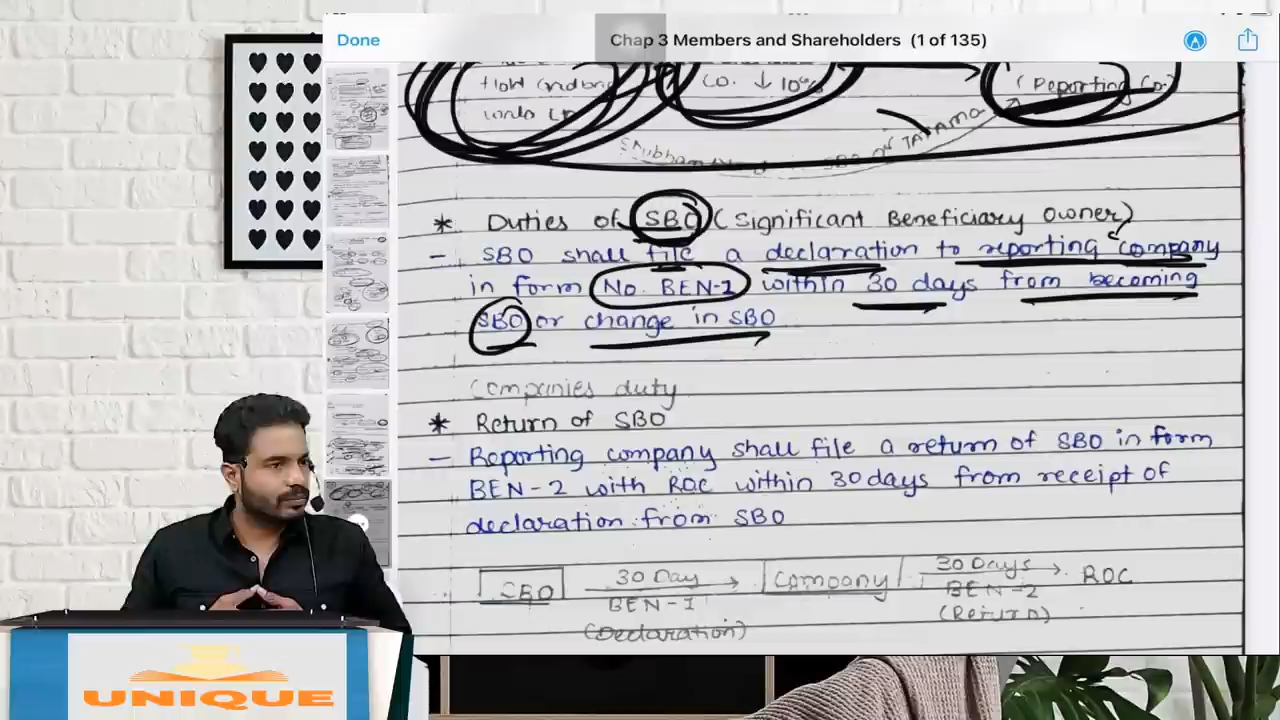 Done
Chap 3 Members and Shareholders (1 of 135)
Co. ↓ 10%
(Reporting Co.)
* Duties of SBO (Significant Beneficiary Owner)
- SBO shall file a declaration to reporting company
in form No. BEN-1 within 30 days from becoming
SBO or change in SBO
Companies duty
* Return of SBO
- Reporting company shall file a return of SBO in form
BEN-2 with ROC within 30 days from receipt of
declaration from SBO
SBO 30 Day → Company 30 Days → ROC
BEN-1 BEN-2
(Declaration) (Return)
UNIQUE